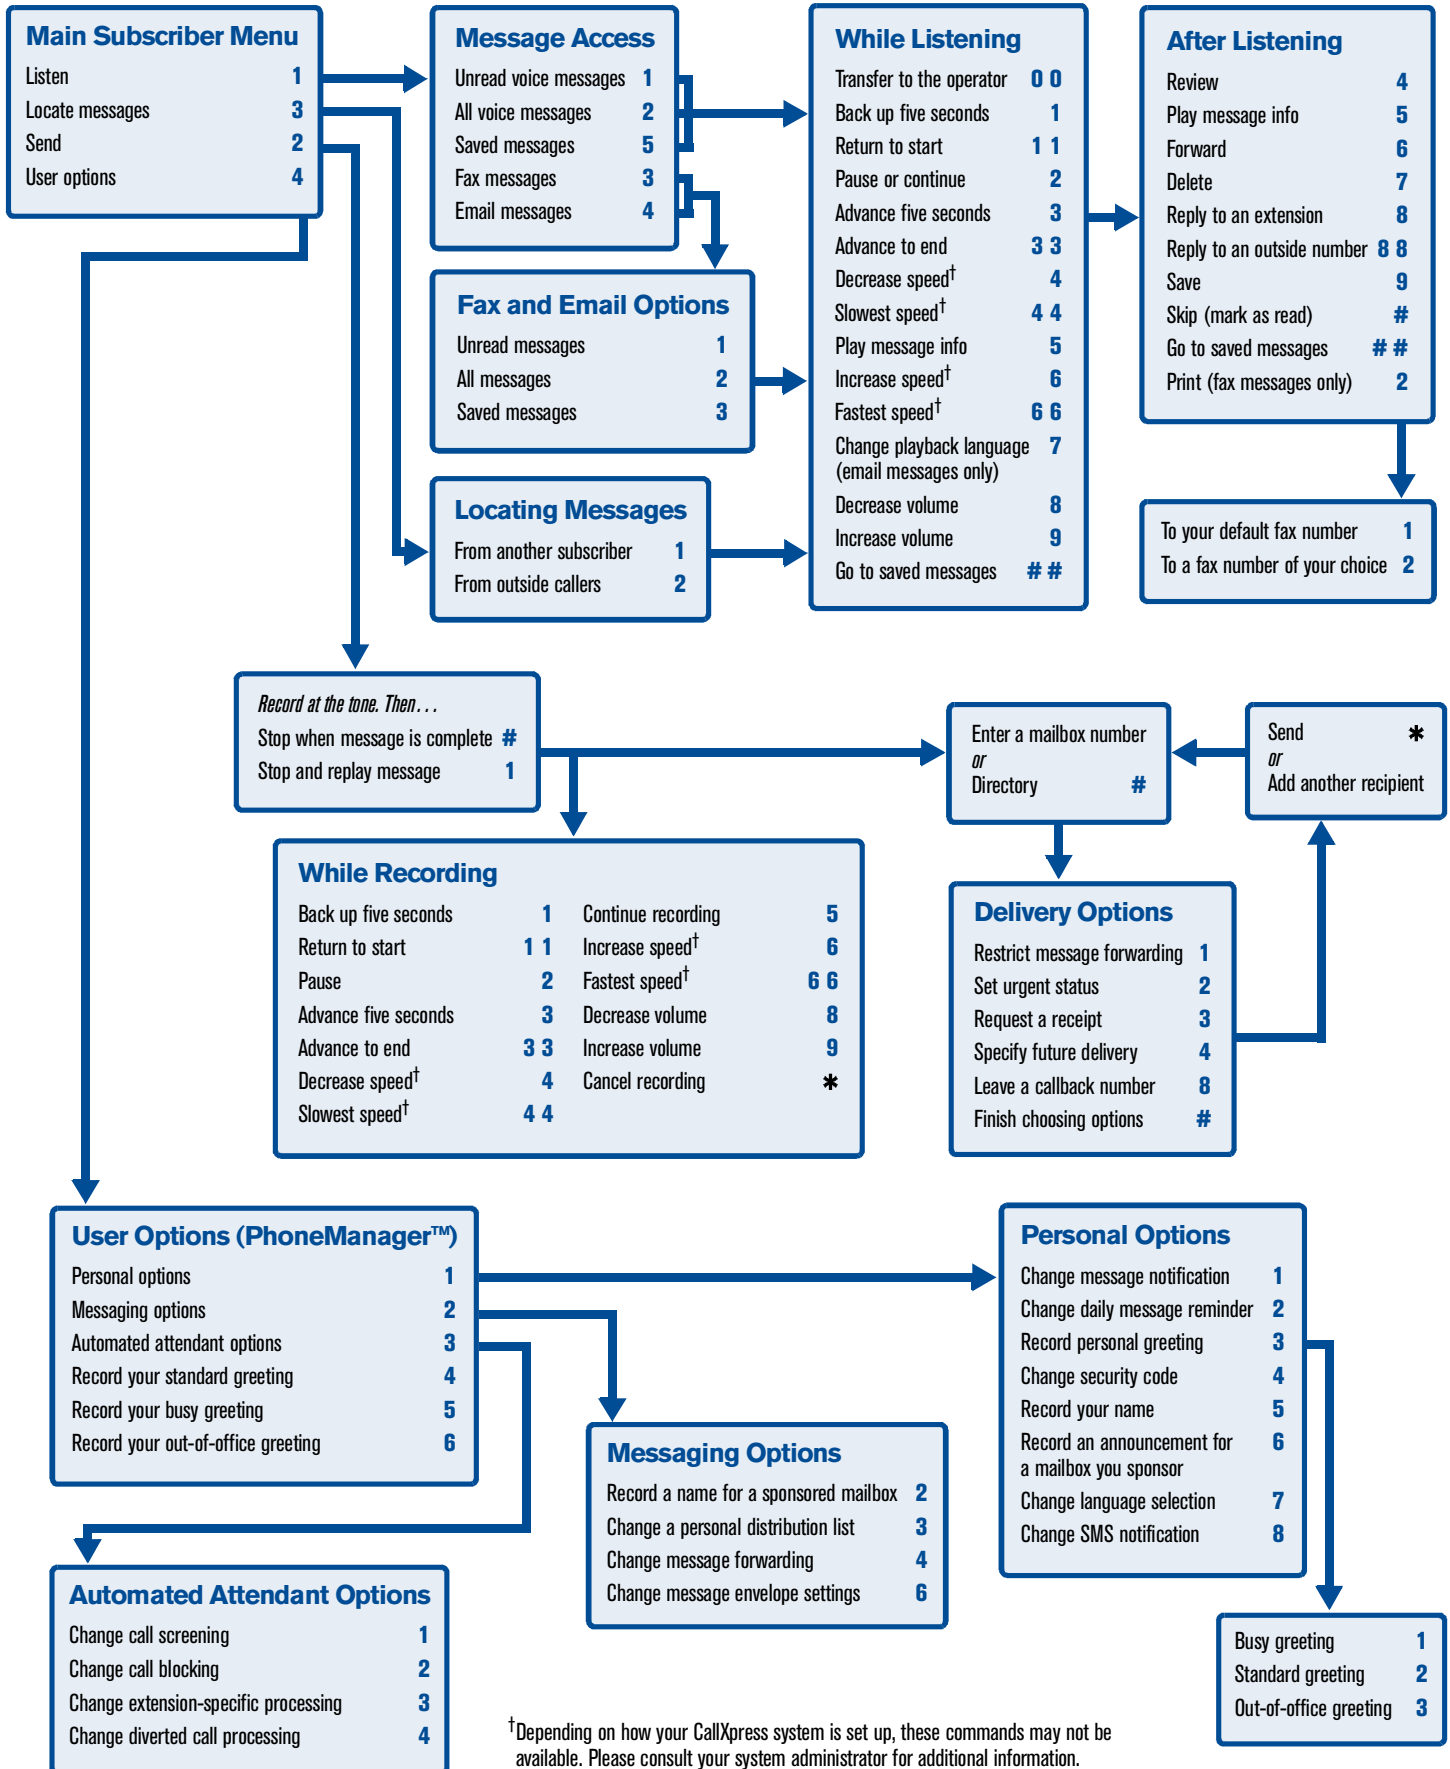 Main Subscriber Menu
Listen 1
Locate messages 3
Send 2
User options 4
Message Access
Unread voice messages 1
All voice messages 2
Saved messages 5
Fax messages 3
Email messages 4
Fax and Email Options
Unread messages 1
All messages 2
Saved messages 3
Locating Messages
From another subscriber 1
From outside callers 2
While Listening
Transfer to the operator 0 0
Back up five seconds 1
Return to start 1 1
Pause or continue 2
Advance five seconds 3
Advance to end 3 3
Decrease speed† 4
Slowest speed† 4 4
Play message info 5
Increase speed† 6
Fastest speed† 6 6
Change playback language 7
(email messages only)
Decrease volume 8
Increase volume 9
Go to saved messages # #
After Listening
Review 4
Play message info 5
Forward 6
Delete 7
Reply to an extension 8
Reply to an outside number 8 8
Save 9
Skip (mark as read) #
Go to saved messages # #
Print (fax messages only) 2
To your default fax number 1
To a fax number of your choice 2
Record at the tone. Then . . .
Stop when message is complete #
Stop and replay message 1
Enter a mailbox number
or
Directory #
Send *
or
Add another recipient
While Recording
Back up five seconds 1
Return to start 1 1
Pause 2
Advance five seconds 3
Advance to end 3 3
Decrease speed† 4
Slowest speed† 4 4
Continue recording 5
Increase speed† 6
Fastest speed† 6 6
Decrease volume 8
Increase volume 9
Cancel recording *
Delivery Options
Restrict message forwarding 1
Set urgent status 2
Request a receipt 3
Specify future delivery 4
Leave a callback number 8
Finish choosing options #
User Options (PhoneManager™)
Personal options 1
Messaging options 2
Automated attendant options 3
Record your standard greeting 4
Record your busy greeting 5
Record your out-of-office greeting 6
Personal Options
Change message notification 1
Change daily message reminder 2
Record personal greeting 3
Change security code 4
Record your name 5
Record an announcement for 6
a mailbox you sponsor
Change language selection 7
Change SMS notification 8
Messaging Options
Record a name for a sponsored mailbox 2
Change a personal distribution list 3
Change message forwarding 4
Change message envelope settings 6
Automated Attendant Options
Change call screening 1
Change call blocking 2
Change extension-specific processing 3
Change diverted call processing 4
Busy greeting 1
Standard greeting 2
Out-of-office greeting 3
†Depending on how your CallXpress system is set up, these commands may not be
available. Please consult your system administrator for additional information.